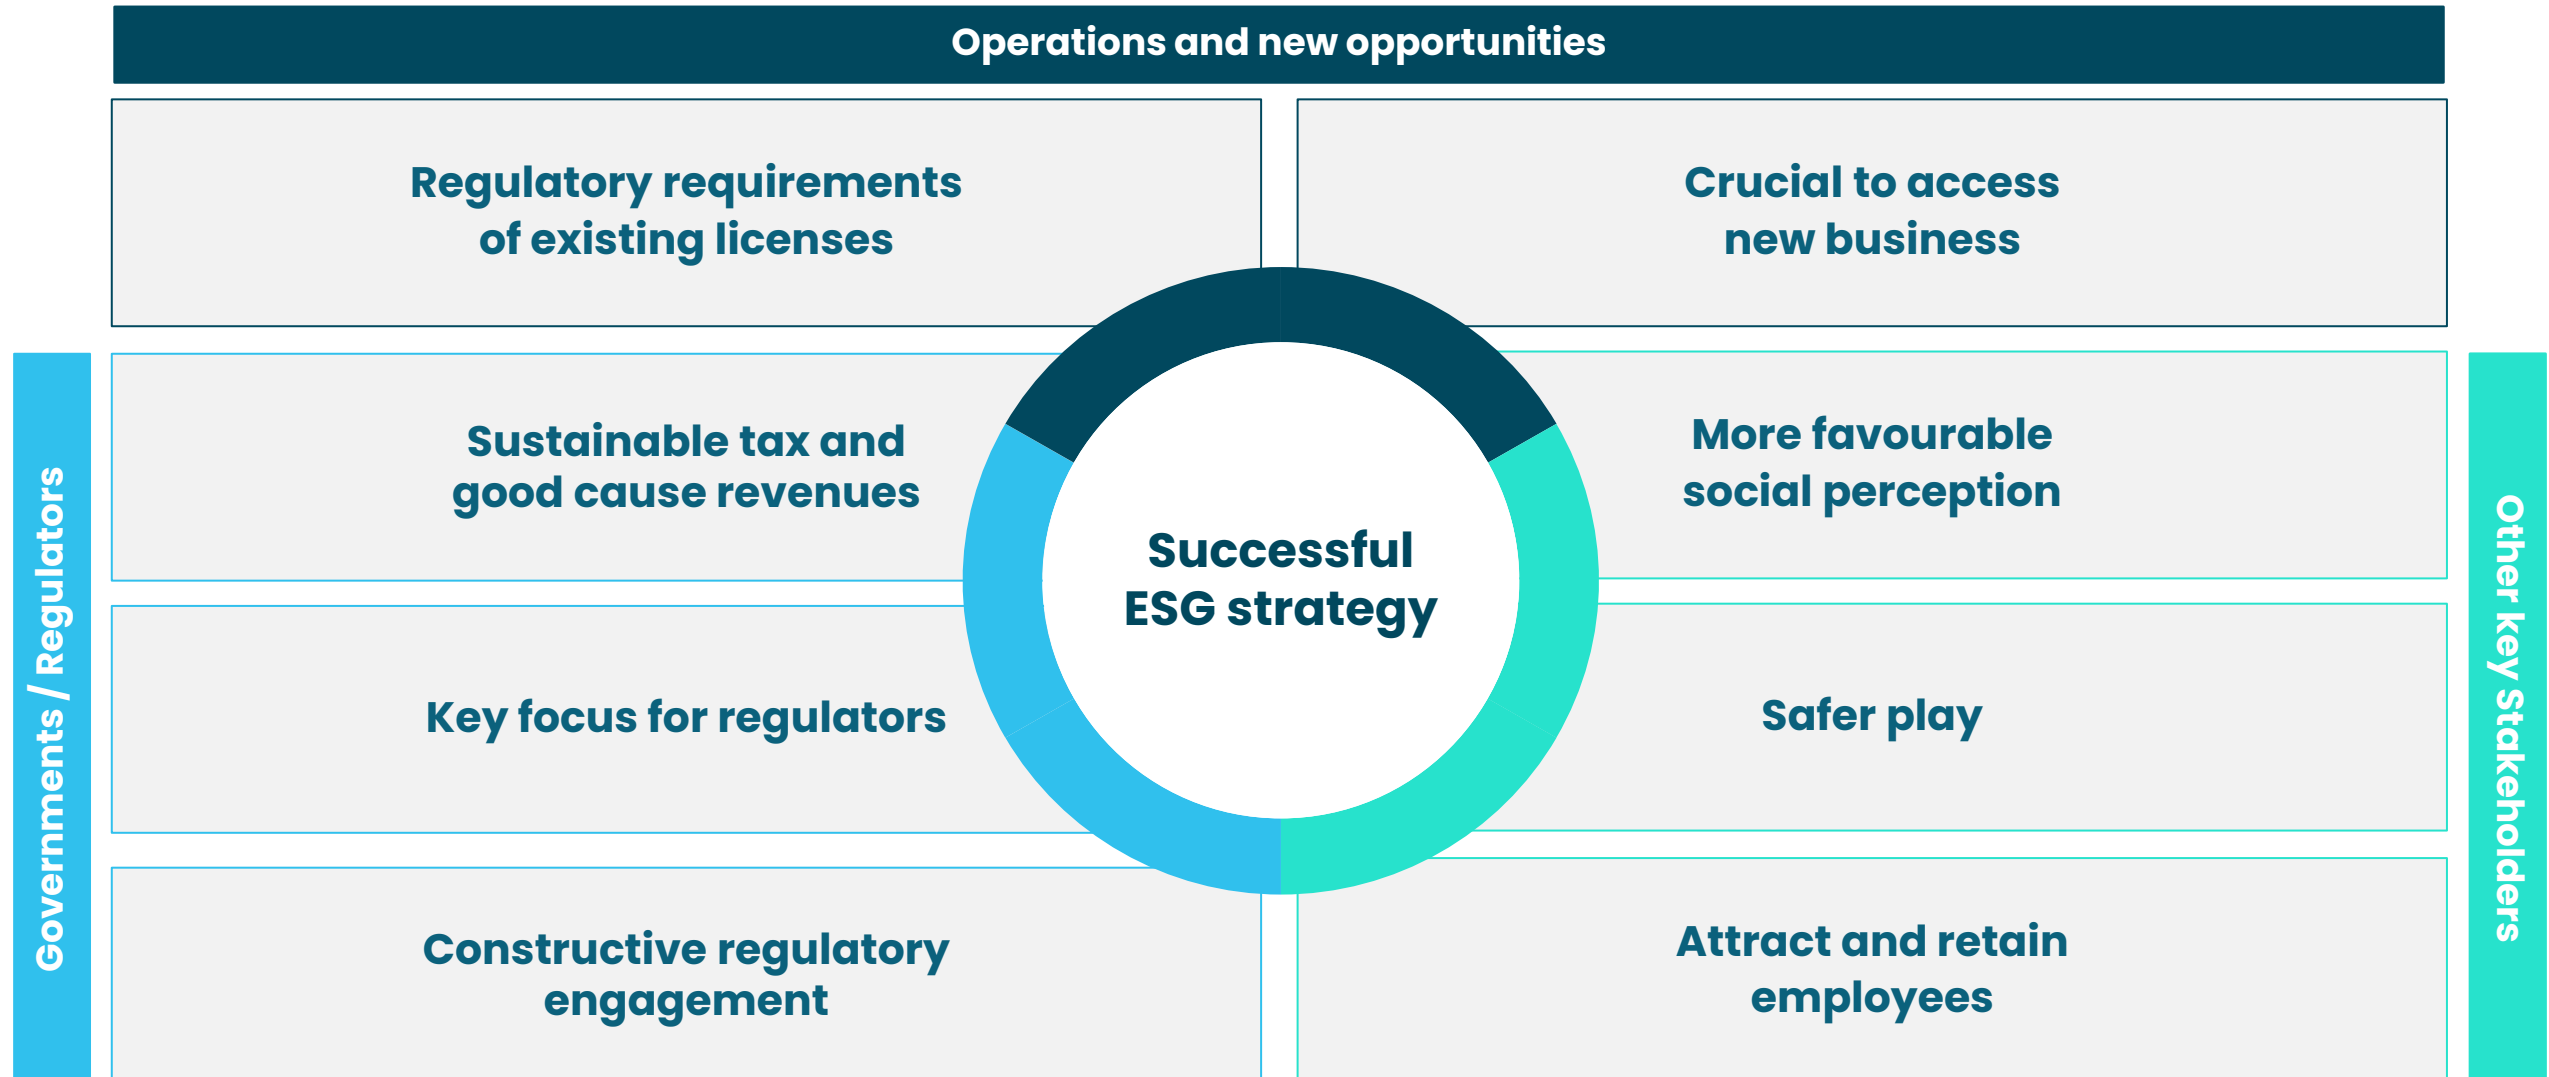 Operations and new opportunities
Regulatory requirements
of existing licenses
Crucial to access
new business
Governments / Regulators
Sustainable tax and
good cause revenues
More favourable
social perception
Successful
ESG strategy
Key focus for regulators
Safer play
Constructive regulatory
engagement
Attract and retain
employees
Other key Stakeholders